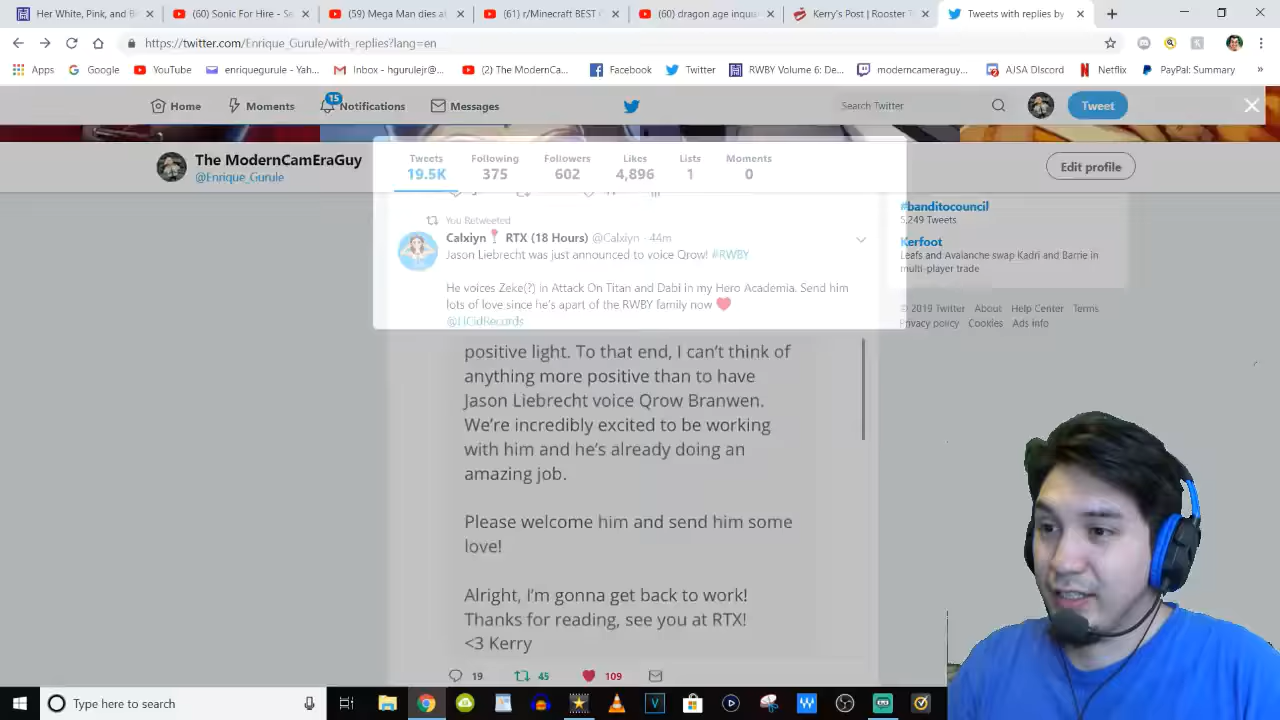 Her White, Pink, and B
(60) Sonic For Hire - Se
(59) Mega Man dies al
(61) r/Minecraft BEST O
(60) dragon age inqu
Kerry's Post | Rooster T
Tweets with replies by
https://twitter.com/Enrique_Gurule/with_replies?lang=en
Apps
Google
YouTube
enriquegurule - Yah...
Inbox - hgurulejr@...
(2) The ModernCa...
Facebook
Twitter
RWBY Volume 6: De...
moderncameraguy...
AJSA DIscord
Netflix
PayPal: Summary
»
Home
Moments
15
Notifications
Messages
Search Twitter
Tweet
The ModernCamEraGuy
@Enrique_Gurule
Tweets
19.5K
Following
375
Followers
602
Likes
4,896
Lists
1
Moments
0
Edit profile
You Retweeted
Calxiyn RTX (18 Hours) @Calxiyn · 44m
Jason Liebrecht was just announced to voice Qrow! #RWBY
He voices Zeke(?) in Attack On Titan and Dabi in my Hero Academia. Send him
lots of love since he's apart of the RWBY family now
@LiCidRecords
positive light. To that end, I can't think of
anything more positive than to have
Jason Liebrecht voice Qrow Branwen.
We're incredibly excited to be working
with him and he's already doing an
amazing job.
Please welcome him and send him some
love!
Alright, I'm gonna get back to work!
Thanks for reading, see you at RTX!
<3 Kerry
19
45
109
#banditocouncil
5,249 Tweets
Kerfoot
Leafs and Avalanche swap Kadri and Barrie in
multi-player trade
© 2019 Twitter About Help Center Terms
Privacy policy Cookies Ads info
Type here to search